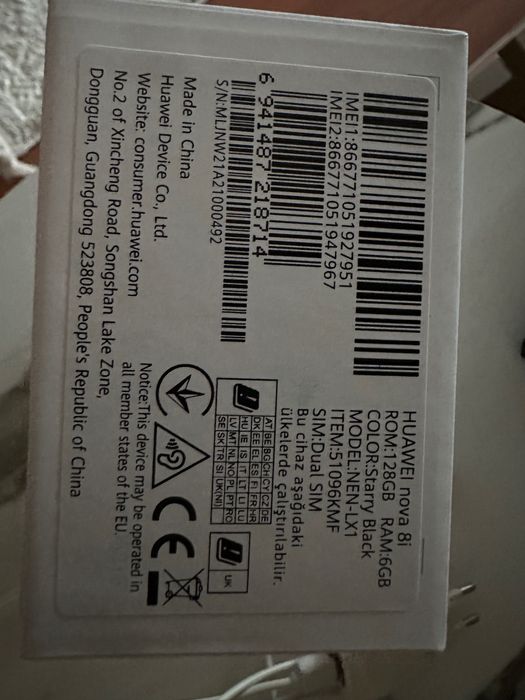 HUAWEI nova 8i
ROM:128GB RAM:6GB
COLOR:Starry Black
MODEL:NEN-LX1
ITEM:51096KMF
SIM:Dual SIM
Bu cihaz aşağıdaki
ülkelerde çalıştırılabilir.
IMEI1:866771051927951
IMEI2:866771051947967
6 941487 218714
S/N:MLJNW21A21000492
AT BE BG CH CY CZ DE
DK EE EL ES FI FR HR
HU IE IS IT LT LI LU
LV MT NL NO PL PT RO
SE SK TR SI UK(NI)
UK
Made in China
Huawei Device Co., Ltd.
Website: consumer.huawei.com
No.2 of Xincheng Road, Songshan Lake Zone,
Dongguan, Guangdong 523808, People's Republic of China
CE
Notice:This device may be operated in
all member states of the EU.